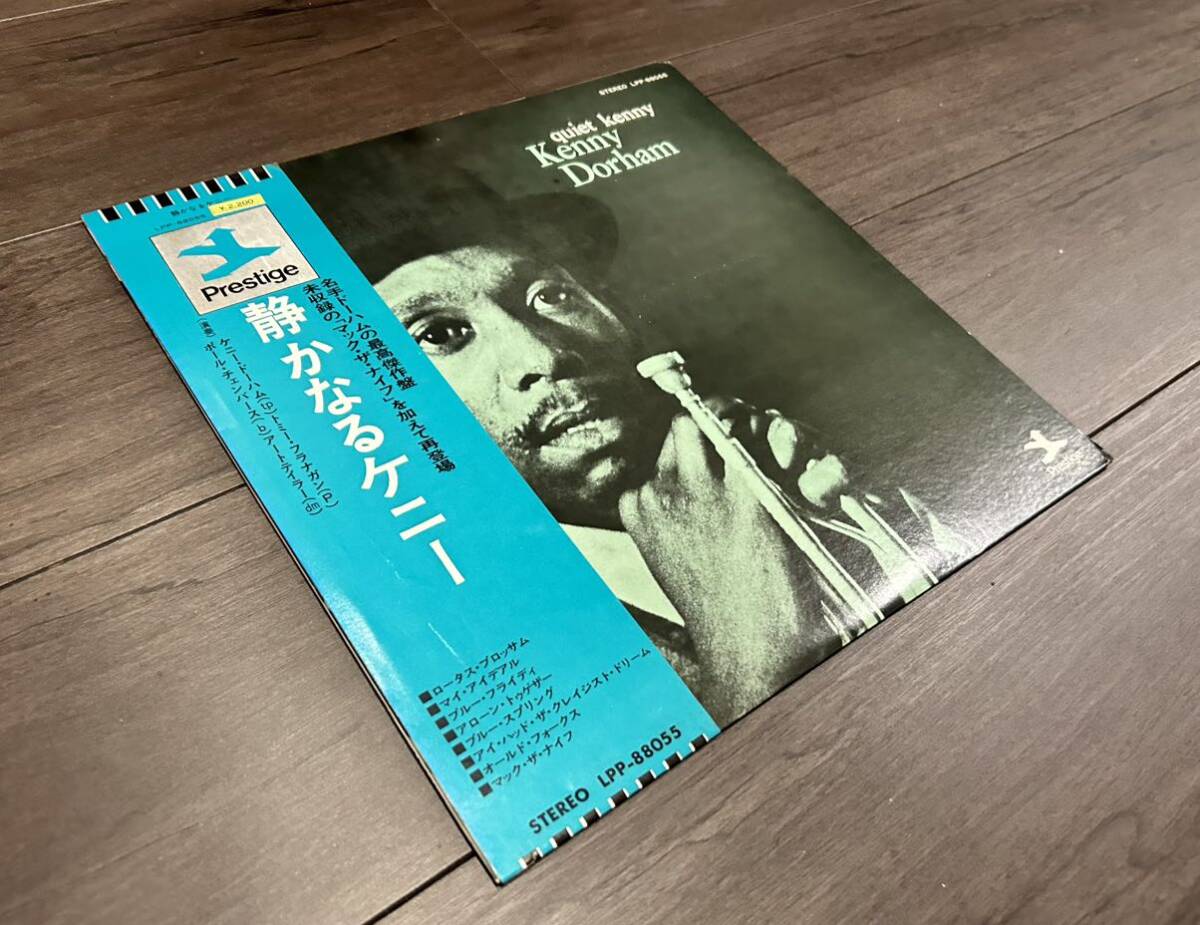 STEREO LPP-88055
quiet kenny
Kenny
Dorham
Prestige
¥2,200
LPP-88055
Prestige
静かなるケニー
名手ドーハムの最高傑作盤
未収録の「マック・ザ・ナイフ」を加えて再登場
(演奏)ケニー・ドーハム(tp)トミー・フラナガン(p)
ポール・チェンバース(b)アート・テイラー(dm)
■ロータス・ブロッサム
■マイ・アイデアル
■ブルー・フライディ
■アローン・トゥゲザー
■ブルー・スプリング
■アイ・ハッド・ザ・クレイジスト・ドリーム
■オールド・フォークス
■マック・ザ・ナイフ
STEREO LPP-88055